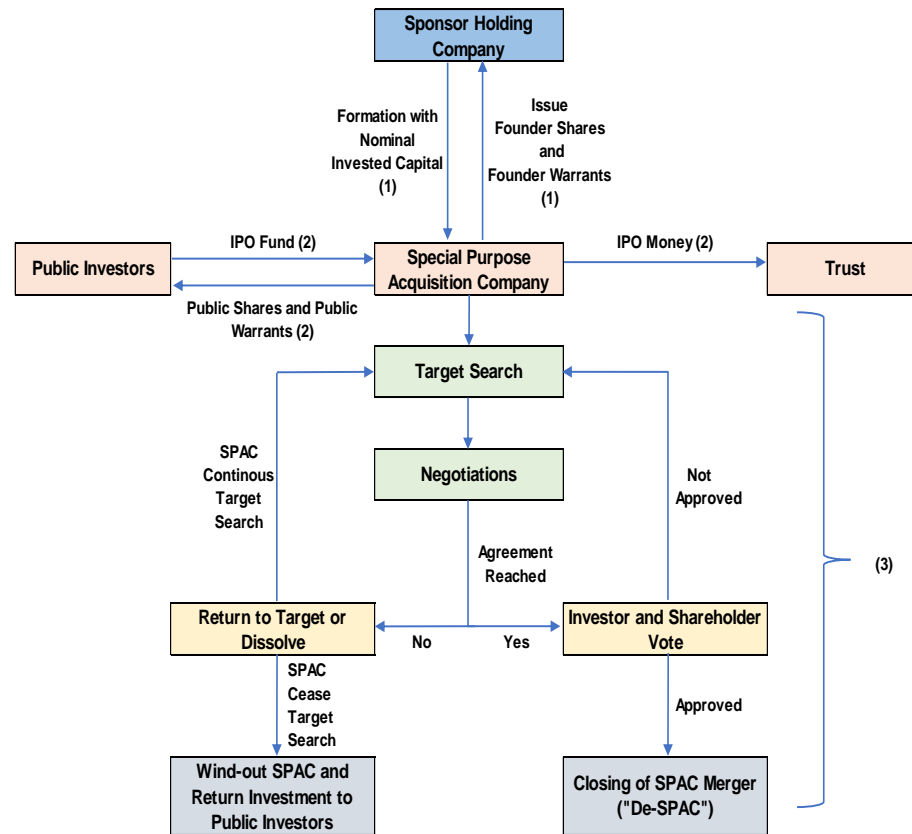 Sponsor Holding
Company
Formation with
Nominal
Invested Capital
(1)
Issue
Founder Shares
and
Founder Warrants
(1)
IPO Fund (2)
IPO Money (2)
Public Investors
Special Purpose
Acquisition Company
Trust
Public Shares and Public
Warrants (2)
Target Search
SPAC
Continous
Target
Search
Negotiations
Not
Approved
Agreement
Reached
(3)
Return to Target or
Dissolve
No
Yes
Investor and Shareholder
Vote
SPAC
Cease
Target
Search
Approved
Wind-out SPAC and
Return Investment to
Public Investors
Closing of SPAC Merger
("De-SPAC")